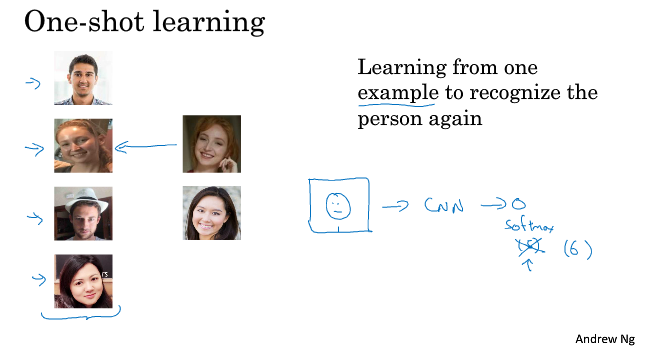 One-shot learning
Learning from one
example to recognize the
person again
→ CNN → O
softmax
(6)
Andrew Ng